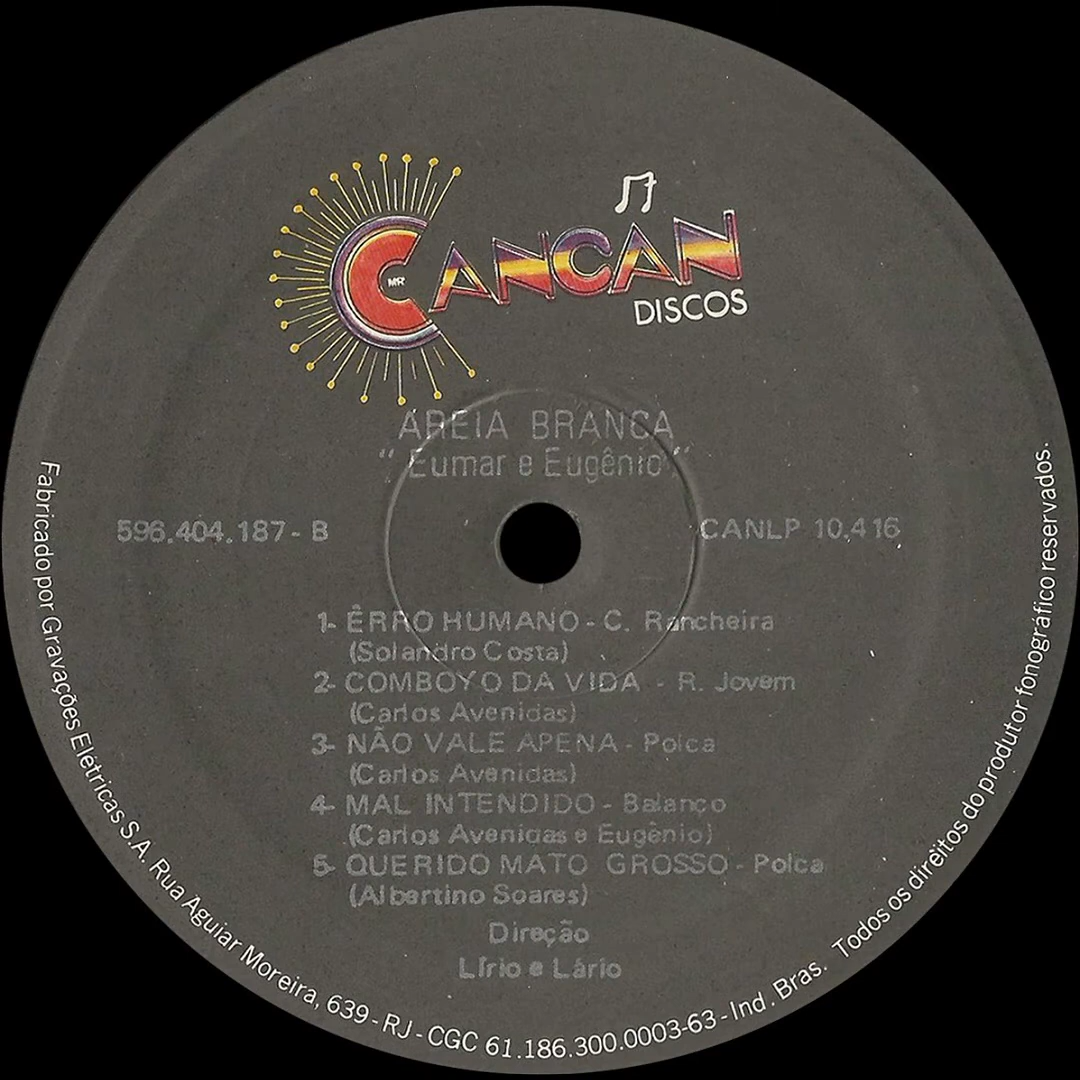 MR
CANCAN
DISCOS
AREIA BRANCA
“Eumar e Eugênio”
596.404.187 - B
CANLP 10.416
1- ÊRRO HUMANO - C. Rancheira
(Solandro Costa)
2- COMBOYO DA VIDA - R. Jovem
(Carlos Avenidas)
3- NÃO VALE APENA - Polca
(Carlos Avenidas)
4- MAL INTENDIDO - Balanço
(Carlos Avenidas e Eugênio)
5- QUERIDO MATO GROSSO - Polca
(Albertino Soares)
Direção
Lírio e Lário
Fabricado por Gravações Eletricas S.A. Rua Aguiar Moreira, 639 - RJ - CGC 61.186.300.0003-63 - Ind. Bras. Todos os direitos do produtor fonográfico reservados.